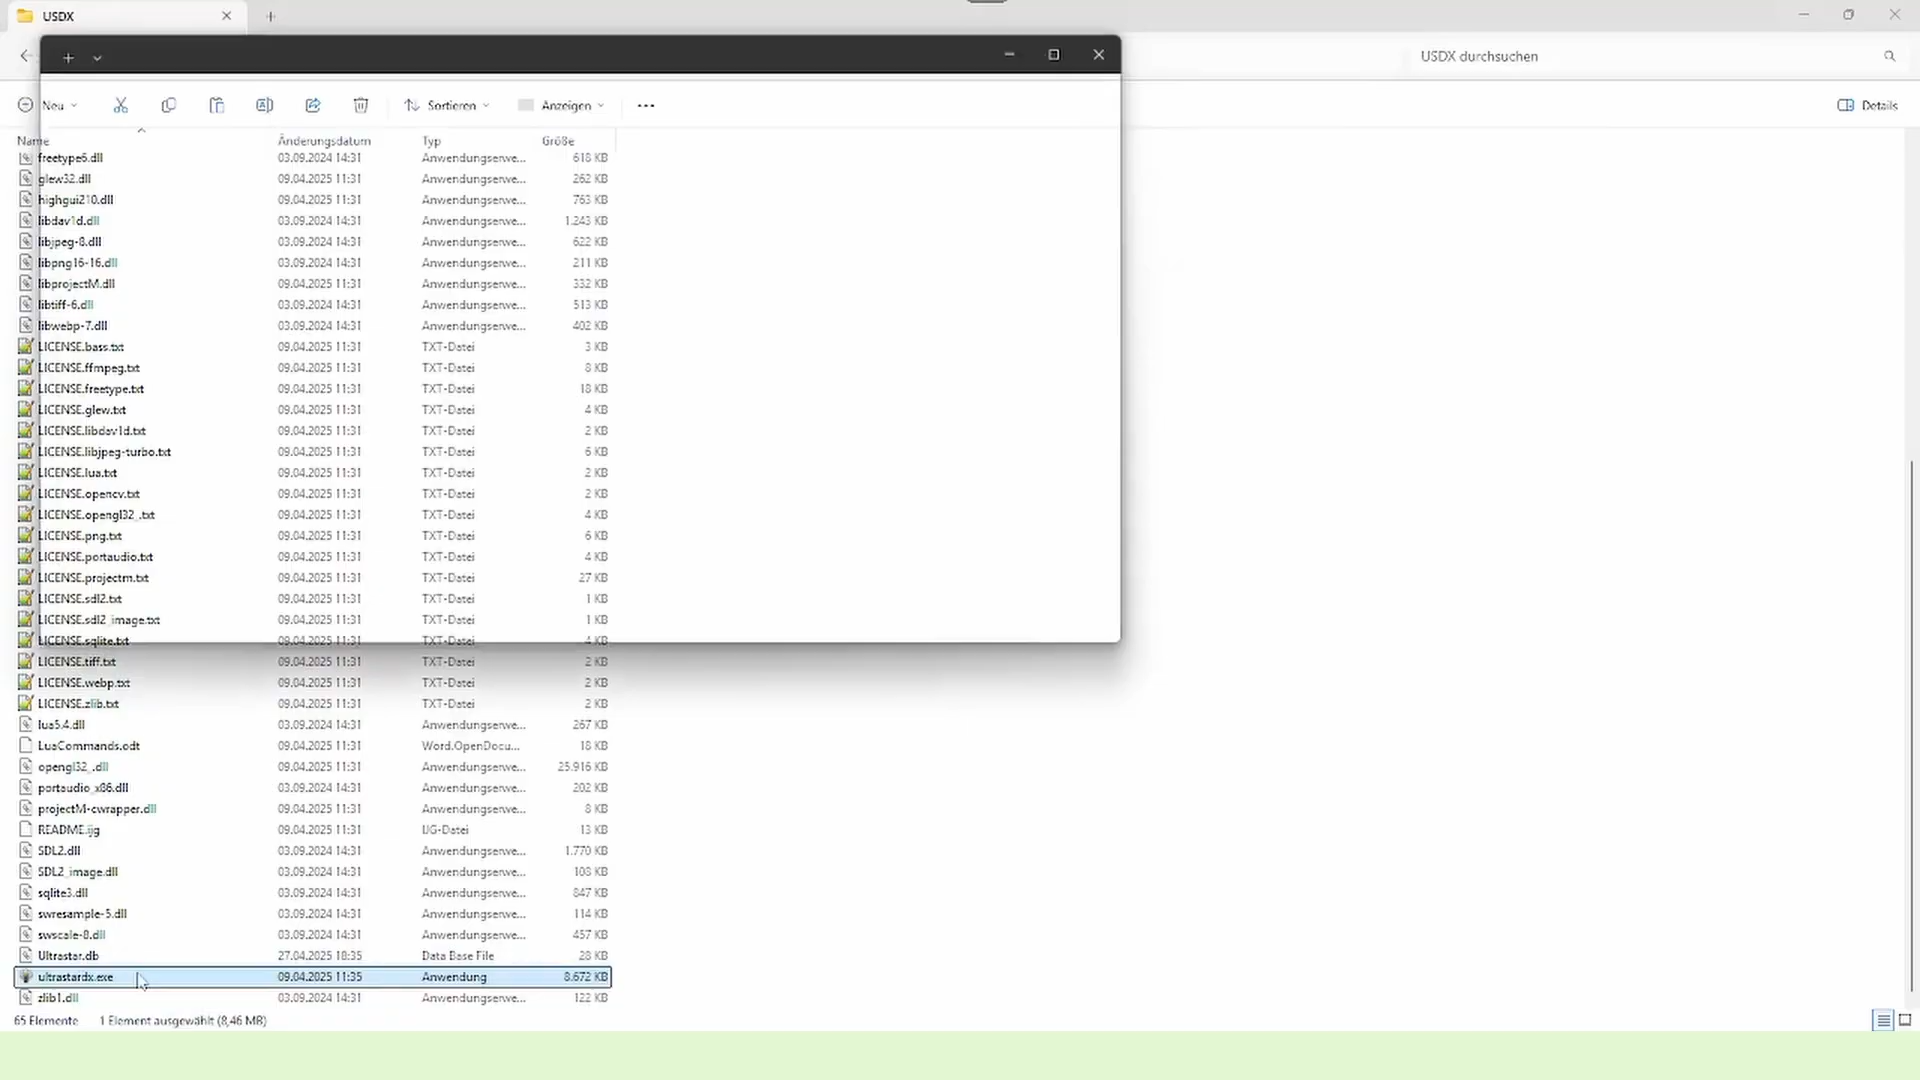 USDX
USDX durchsuchen
Neu Sortieren Anzeigen Details
Name Änderungsdatum Typ Größe
freetype6.dll 03.09.2024 14:31 Anwendungserwe... 618 KB
glew32.dll 09.04.2025 11:31 Anwendungserwe... 262 KB
highgui210.dll 09.04.2025 11:31 Anwendungserwe... 763 KB
libdav1d.dll 03.09.2024 14:31 Anwendungserwe... 1.243 KB
libjpeg-8.dll 03.09.2024 14:31 Anwendungserwe... 622 KB
libpng16-16.dll 03.09.2024 14:31 Anwendungserwe... 211 KB
libprojectM.dll 09.04.2025 11:31 Anwendungserwe... 332 KB
libtiff-6.dll 03.09.2024 14:31 Anwendungserwe... 513 KB
libwebp-7.dll 03.09.2024 14:31 Anwendungserwe... 402 KB
LICENSE.bass.txt 09.04.2025 11:31 TXT-Datei 3 KB
LICENSE.ffmpeg.txt 09.04.2025 11:31 TXT-Datei 8 KB
LICENSE.freetype.txt 09.04.2025 11:31 TXT-Datei 18 KB
LICENSE.glew.txt 09.04.2025 11:31 TXT-Datei 4 KB
LICENSE.libdav1d.txt 09.04.2025 11:31 TXT-Datei 2 KB
LICENSE.libjpeg-turbo.txt 09.04.2025 11:31 TXT-Datei 6 KB
LICENSE.lua.txt 09.04.2025 11:31 TXT-Datei 2 KB
LICENSE.opencv.txt 09.04.2025 11:31 TXT-Datei 2 KB
LICENSE.opengl32_.txt 09.04.2025 11:31 TXT-Datei 4 KB
LICENSE.png.txt 09.04.2025 11:31 TXT-Datei 6 KB
LICENSE.portaudio.txt 09.04.2025 11:31 TXT-Datei 4 KB
LICENSE.projectm.txt 09.04.2025 11:31 TXT-Datei 27 KB
LICENSE.sdl2.txt 09.04.2025 11:31 TXT-Datei 1 KB
LICENSE.sdl2_image.txt 09.04.2025 11:31 TXT-Datei 1 KB
LICENSE.sqlite.txt 09.04.2025 11:31 TXT-Datei 4 KB
LICENSE.tiff.txt 09.04.2025 11:31 TXT-Datei 2 KB
LICENSE.webp.txt 09.04.2025 11:31 TXT-Datei 2 KB
LICENSE.zlib.txt 09.04.2025 11:31 TXT-Datei 2 KB
lua5.4.dll 03.09.2024 14:31 Anwendungserwe... 267 KB
LuaCommands.odt 09.04.2025 11:31 Word.OpenDocu... 18 KB
opengl32_.dll 09.04.2025 11:31 Anwendungserwe... 25.916 KB
portaudio_x86.dll 03.09.2024 14:31 Anwendungserwe... 202 KB
projectM-cwrapper.dll 09.04.2025 11:31 Anwendungserwe... 8 KB
README.ijg 09.04.2025 11:31 IJG-Datei 13 KB
SDL2.dll 03.09.2024 14:31 Anwendungserwe... 1.770 KB
SDL2_image.dll 03.09.2024 14:31 Anwendungserwe... 108 KB
sqlite3.dll 03.09.2024 14:31 Anwendungserwe... 847 KB
swresample-5.dll 03.09.2024 14:31 Anwendungserwe... 114 KB
swscale-8.dll 03.09.2024 14:31 Anwendungserwe... 457 KB
Ultrastar.db 27.04.2025 18:35 Data Base File 28 KB
ultrastardx.exe 09.04.2025 11:35 Anwendung 8.672 KB
zlib1.dll 03.09.2024 14:31 Anwendungserwe... 122 KB
65 Elemente 1 Element ausgewählt (8,46 MB)